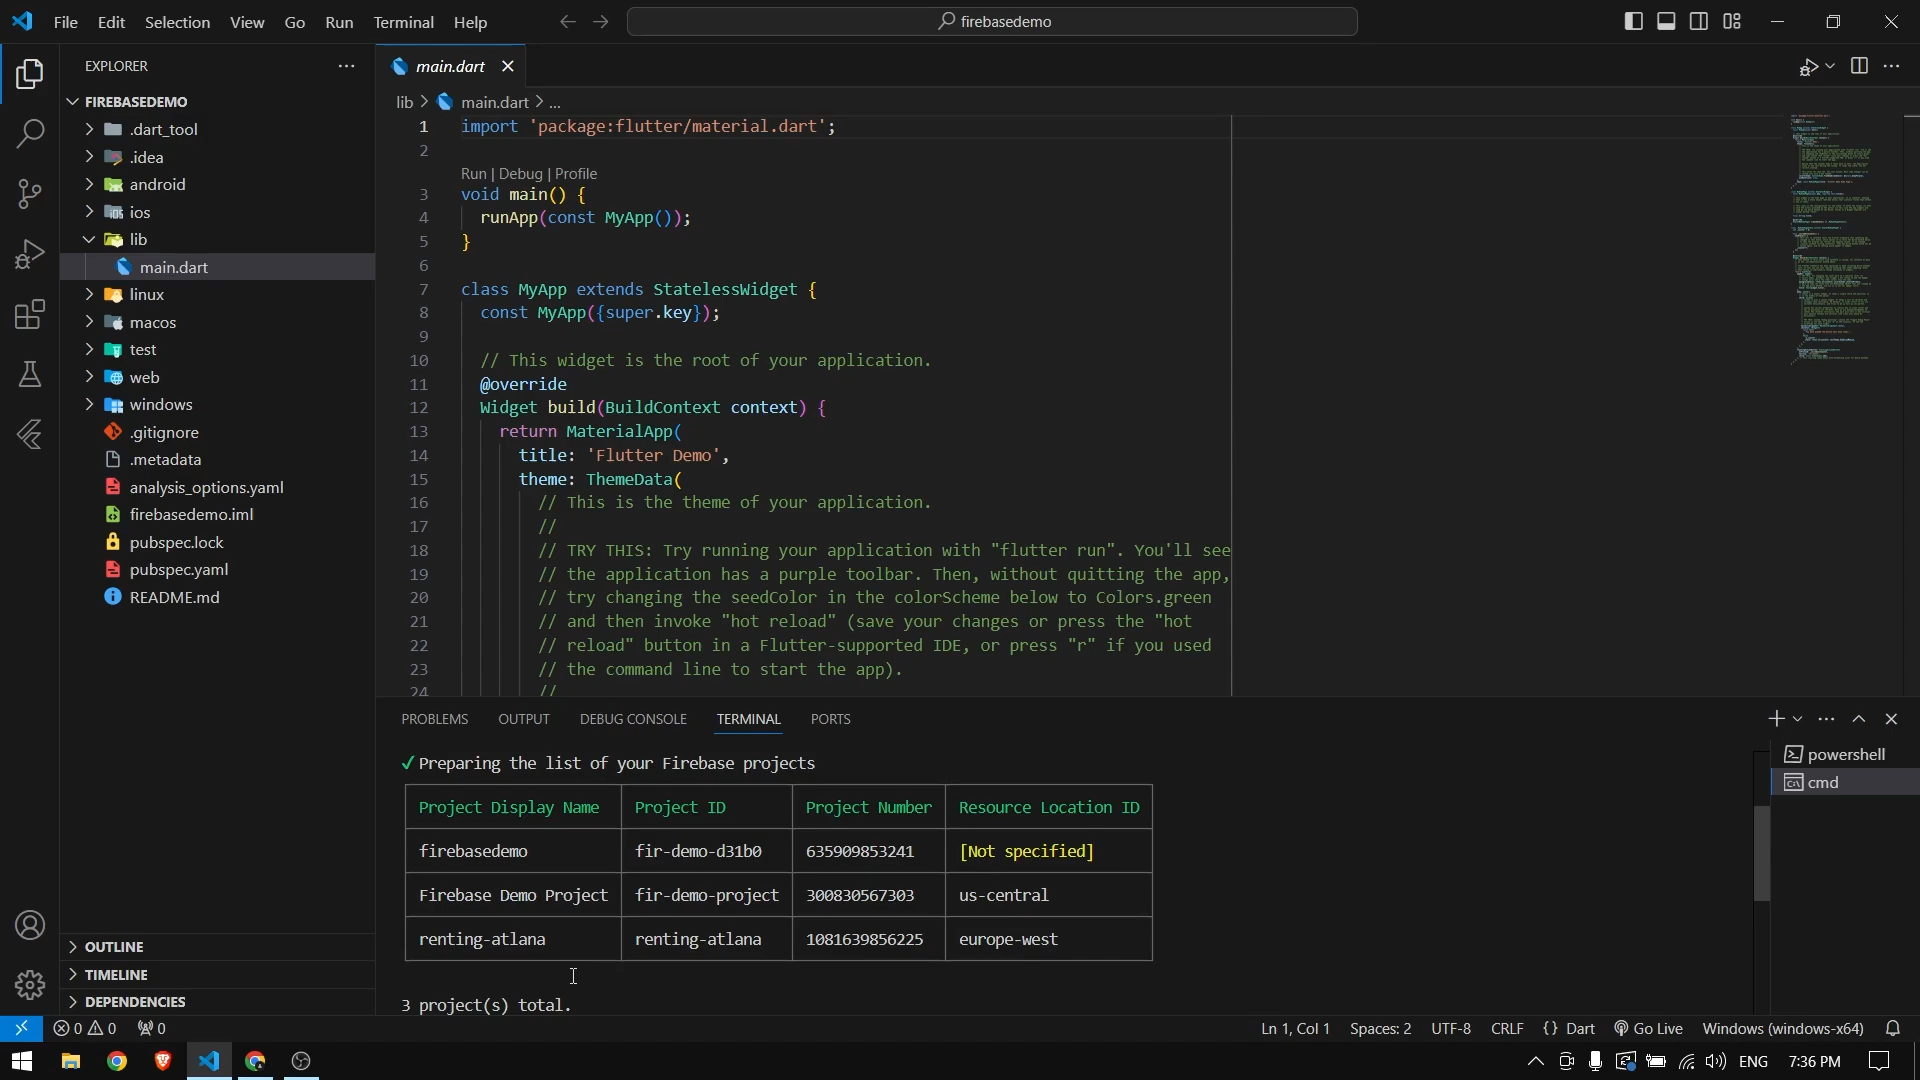 File Edit Selection View Go Run Terminal Help
firebasedemo
EXPLORER
FIREBASEDEMO
.dart_tool
.idea
android
ios
lib
main.dart
linux
macos
test
web
windows
.gitignore
.metadata
analysis_options.yaml
firebasedemo.iml
pubspec.lock
pubspec.yaml
README.md
OUTLINE
TIMELINE
DEPENDENCIES
main.dart
lib > main.dart > ...
1 import 'package:flutter/material.dart';
2
Run | Debug | Profile
3 void main() {
4 runApp(const MyApp());
5 }
6
7 class MyApp extends StatelessWidget {
8 const MyApp({super.key});
9
10 // This widget is the root of your application.
11 @override
12 Widget build(BuildContext context) {
13 return MaterialApp(
14 title: 'Flutter Demo',
15 theme: ThemeData(
16 // This is the theme of your application.
17 //
18 // TRY THIS: Try running your application with "flutter run". You'll see
19 // the application has a purple toolbar. Then, without quitting the app,
20 // try changing the seedColor in the colorScheme below to Colors.green
21 // and then invoke "hot reload" (save your changes or press the "hot
22 // reload" button in a Flutter-supported IDE, or press "r" if you used
23 // the command line to start the app).
24 //
PROBLEMS OUTPUT DEBUG CONSOLE TERMINAL PORTS
✓ Preparing the list of your Firebase projects
Project Display Name Project ID Project Number Resource Location ID
firebasedemo fir-demo-d31b0 635909853241 [Not specified]
Firebase Demo Project fir-demo-project 300830567303 us-central
renting-atlana renting-atlana 1081639856225 europe-west
3 project(s) total.
powershell
cmd
0 0 0
Ln 1, Col 1 Spaces: 2 UTF-8 CRLF {} Dart Go Live Windows (windows-x64)
ENG 7:36 PM